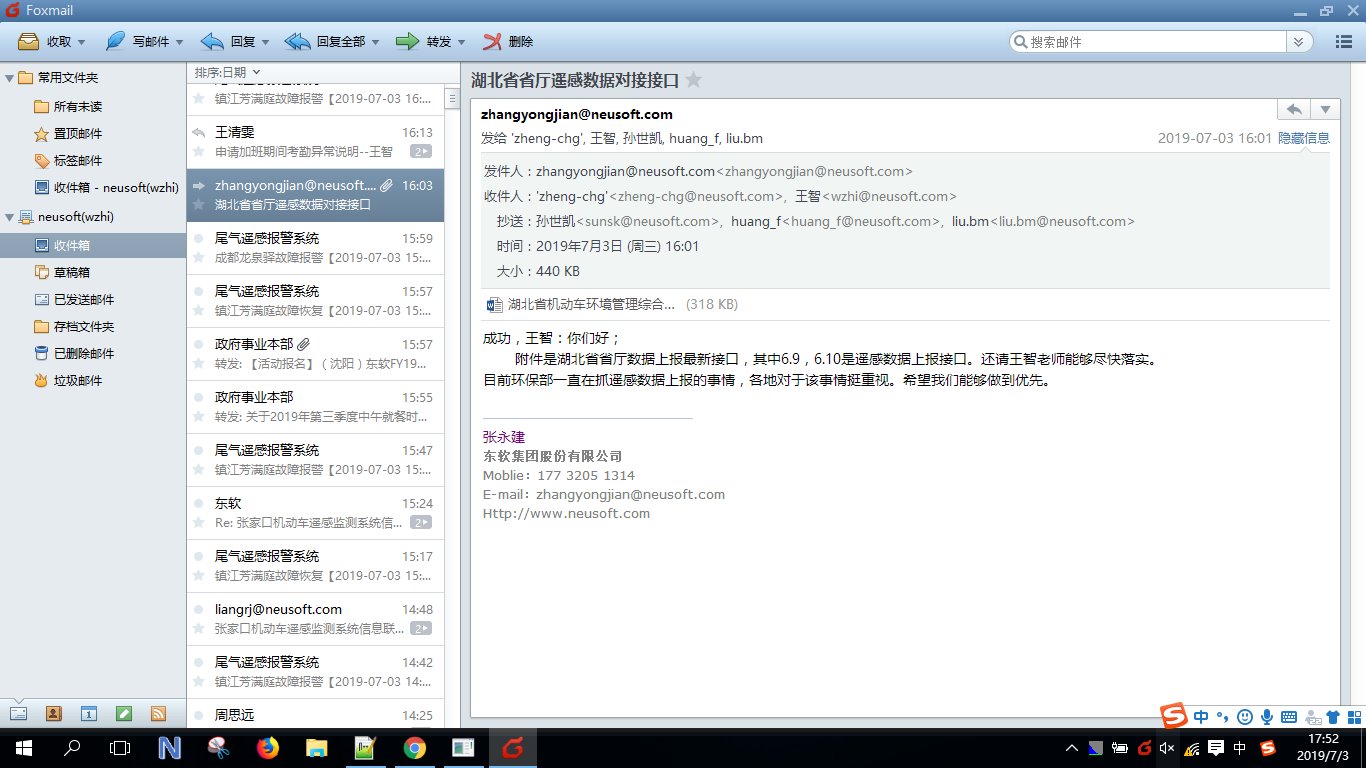 Foxmail
收取 写邮件 回复 回复全部 转发 删除
搜索邮件
常用文件夹
所有未读
置顶邮件
标签邮件
收件箱 - neusoft(wzhi)
neusoft(wzhi)
收件箱
草稿箱
已发送邮件
存档文件夹
已删除邮件
垃圾邮件
排序:日期
镇江芳满庭故障报警【2019-07-03 16:...
王清雯 16:13
申请加班期间考勤异常说明--王智 2
zhangyongjian@neusoft.... 16:03
湖北省省厅遥感数据对接接口
尾气遥感报警系统 15:59
成都龙泉驿故障报警【2019-07-03 15:...
尾气遥感报警系统 15:57
镇江芳满庭故障恢复【2019-07-03 15:...
政府事业本部 15:57
转发: 【活动报名】（沈阳）东软FY19...
政府事业本部 15:55
转发: 关于2019年第三季度中午就餐时...
尾气遥感报警系统 15:47
镇江芳满庭故障报警【2019-07-03 15:...
东软 15:24
Re: 张家口机动车遥感监测系统信... 2
尾气遥感报警系统 15:17
镇江芳满庭故障恢复【2019-07-03 15:...
liangrj@neusoft.com 14:48
张家口机动车遥感监测系统信息联... 2
尾气遥感报警系统 14:42
镇江芳满庭故障报警【2019-07-03 14:...
周思远 14:25
湖北省省厅遥感数据对接接口
zhangyongjian@neusoft.com
发给 'zheng-chg', 王智, 孙世凯, huang_f, liu.bm 2019-07-03 16:01 隐藏信息
发件人：zhangyongjian@neusoft.com<zhangyongjian@neusoft.com>
收件人：'zheng-chg'<zheng-chg@neusoft.com>，王智<wzhi@neusoft.com>
抄送：孙世凯<sunsk@neusoft.com>，huang_f<huang_f@neusoft.com>，liu.bm<liu.bm@neusoft.com>
时间：2019年7月3日 (周三) 16:01
大小：440 KB
湖北省机动车环境管理综合... (318 KB)
成功，王智：你们好；
附件是湖北省省厅数据上报最新接口，其中6.9，6.10是遥感数据上报接口。还请王智老师能够尽快落实。
目前环保部一直在抓遥感数据上报的事情，各地对于该事情挺重视。希望我们能够做到优先。
张永建
东软集团股份有限公司
Moblie：177 3205 1314
E-mail：zhangyongjian@neusoft.com
Http://www.neusoft.com
中
中
17:52
2019/7/3